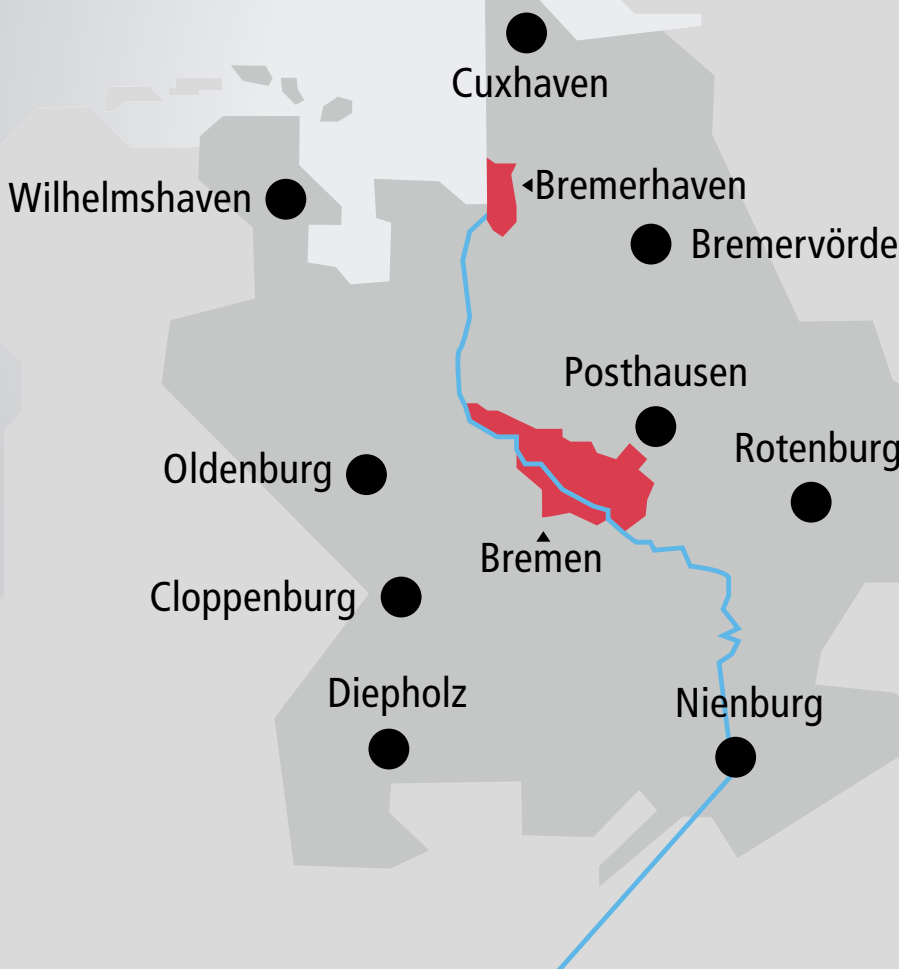 Cuxhaven
Bremerhaven
Wilhelmshaven
Bremervörde
Posthausen
Rotenburg
Oldenburg
Bremen
Cloppenburg
Diepholz
Nienburg